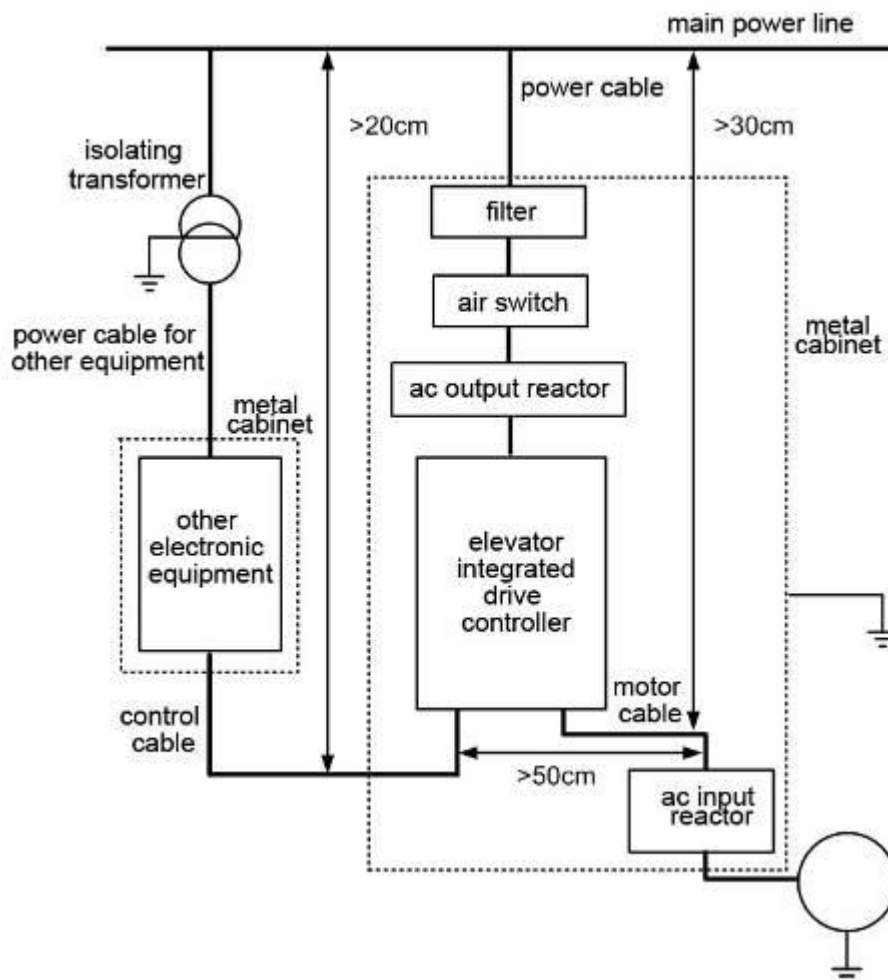 main power line
power cable
>20cm
>30cm
isolating
transformer
filter
air switch
metal
cabinet
power cable for
other equipment
ac output reactor
metal
cabinet
other
electronic
equipment
elevator
integrated
drive
controller
motor
cable
control
cable
>50cm
ac input
reactor